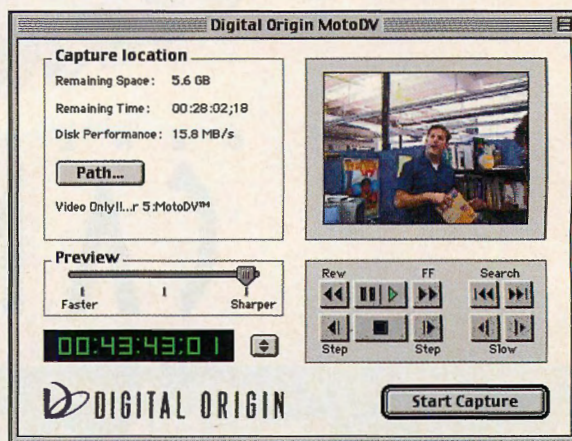 Digital Origin MotoDV
Capture location
Remaining Space: 5.6 GB
Remaining Time: 00:28:02;18
Disk Performance: 15.8 MB/s
Path...
Video Only!!...r 5:MotoDV™
Preview
Faster
Sharper
00:43:43;01
DIGITAL ORIGIN
Rew
FF
Search
Step
Step
Slow
Start Capture